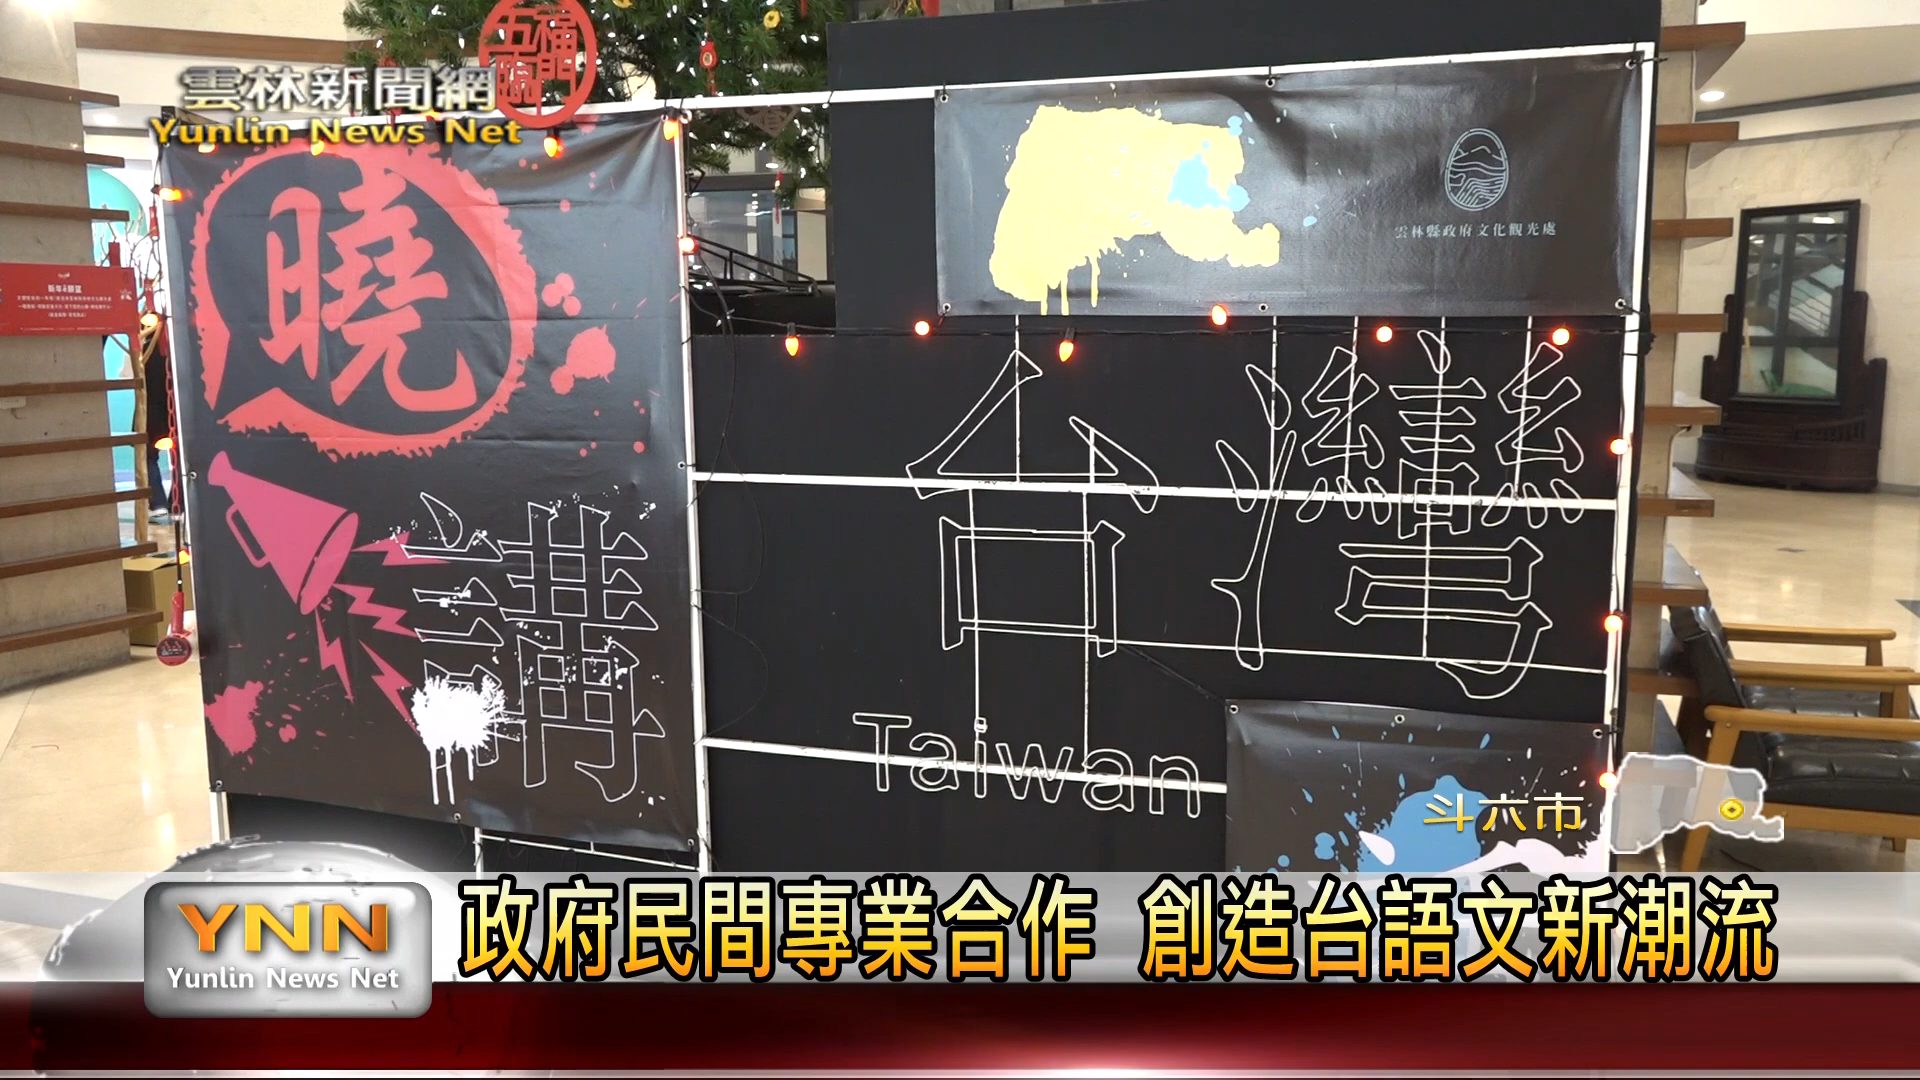 雲林新聞網
Yunlin News Net
五福臨門
曉
講
雲林縣政府文化觀光處
台灣
Taiwan
斗六市
YNN
Yunlin News Net
政府民間專業合作 創造台語文新潮流